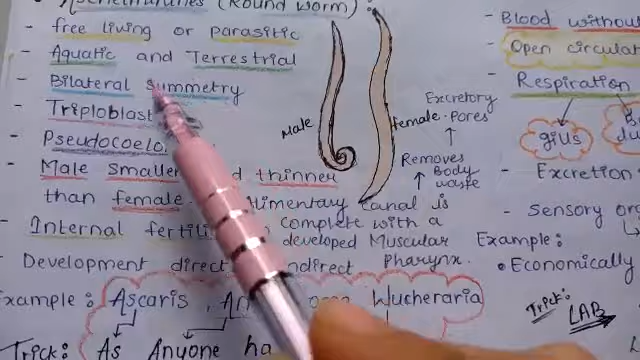 Aschelminthes (Round worm) :
- free living or parasitic
- Aquatic and Terrestrial
- Bilateral Symmetry
- Triploblast
- Pseudocoelo
- Male smaller d thinner
than female.
- Internal fertili
- Development direct indirect
Example : Ascaris , An Wucheraria
Trick: As Anyone ha
Male
female.
Excretory
Pores
↑
Removes
Body
waste
↑
Alimentary Canal is
complete with a
developed Muscular
Pharynx.
- Blood without
Open circulat
- Respiration
gills
- Excretion
- Sensory or
Example :
• Economically
Trick:
LAB